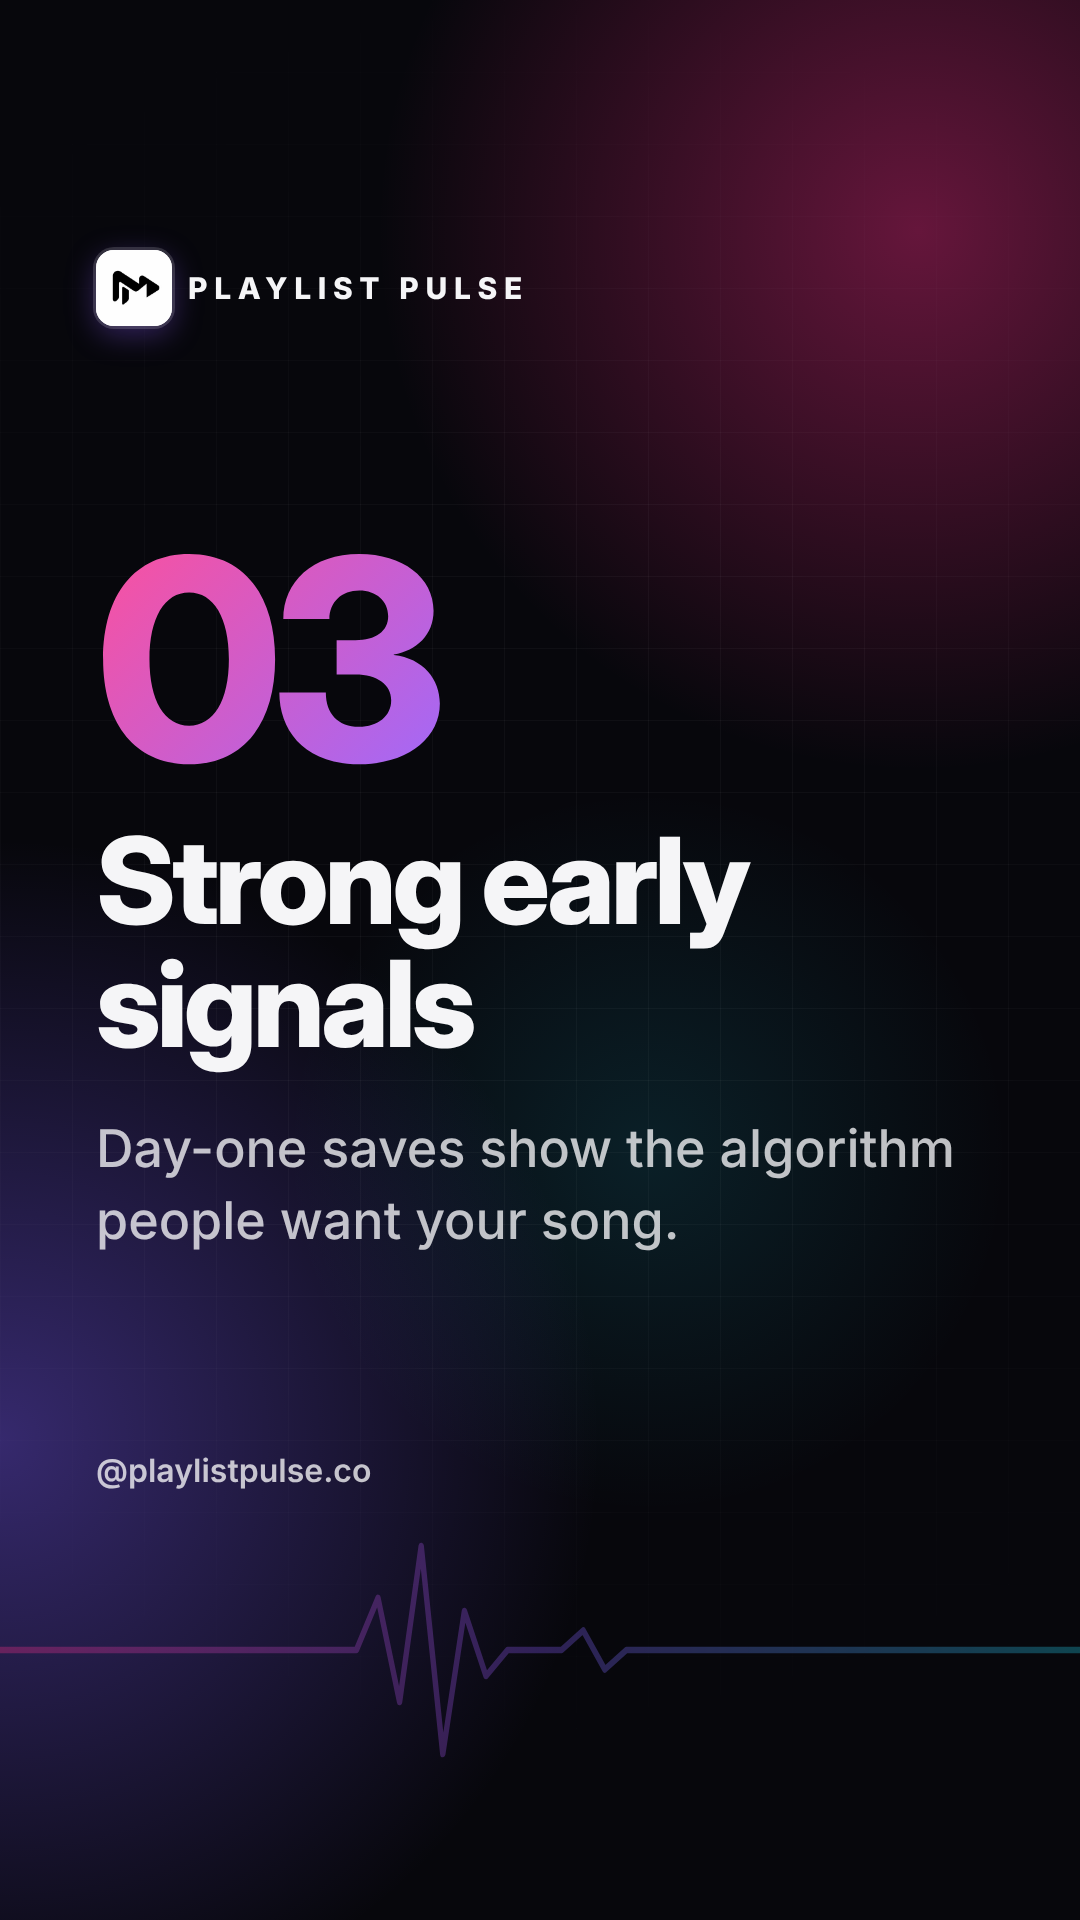 PLAYLIST PULSE
03
Strong early
signals
Day-one saves show the algorithm
people want your song.
@playlistpulse.co